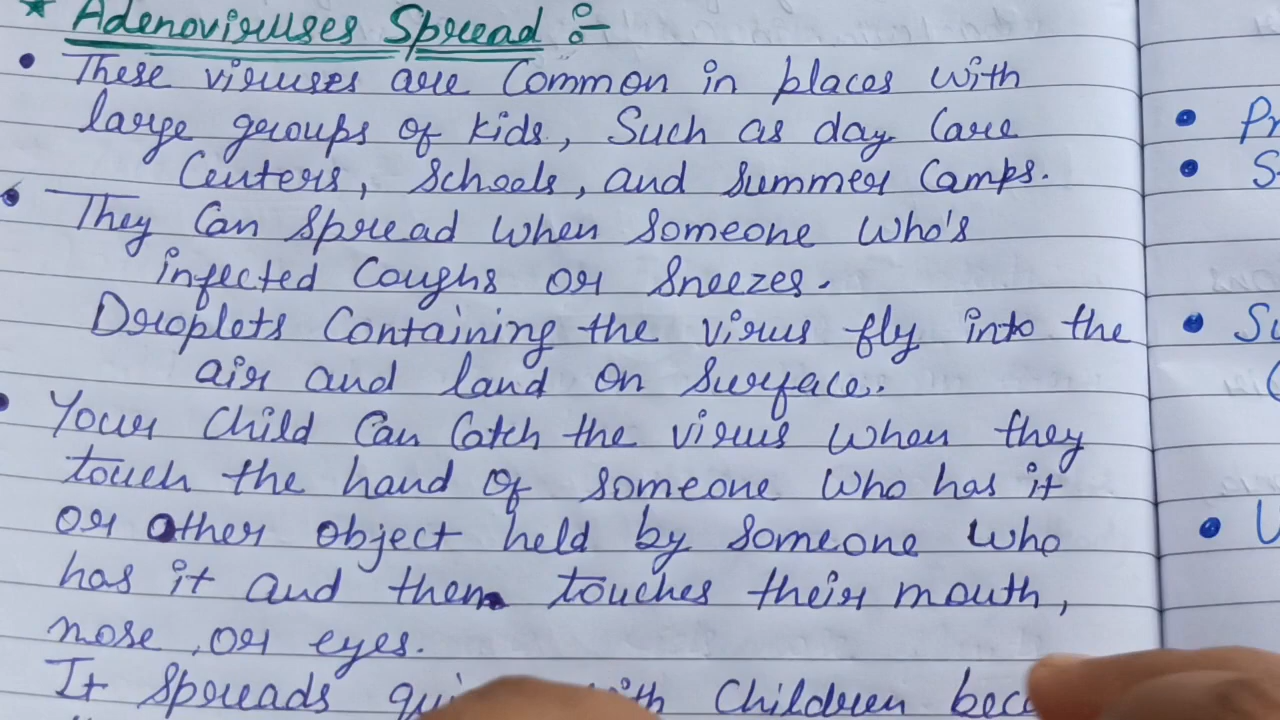 * Adenoviruses Spread :-
• These viruses are Common in places with
large groups of kids, Such as day Care
Centers, Schools, and Summer Camps.
• They Can Spread When Someone Who's
infected Coughs or Sneezes.
Droplets Containing the virus fly into the
air and land on Surface.
• Your Child Can Catch the virus When they
touch the hand of Someone Who has it
or other object held by Someone Who
has it and then touches their mouth,
nose, or eyes.
It Spreads Children
• Pr
• S
• Su
• U